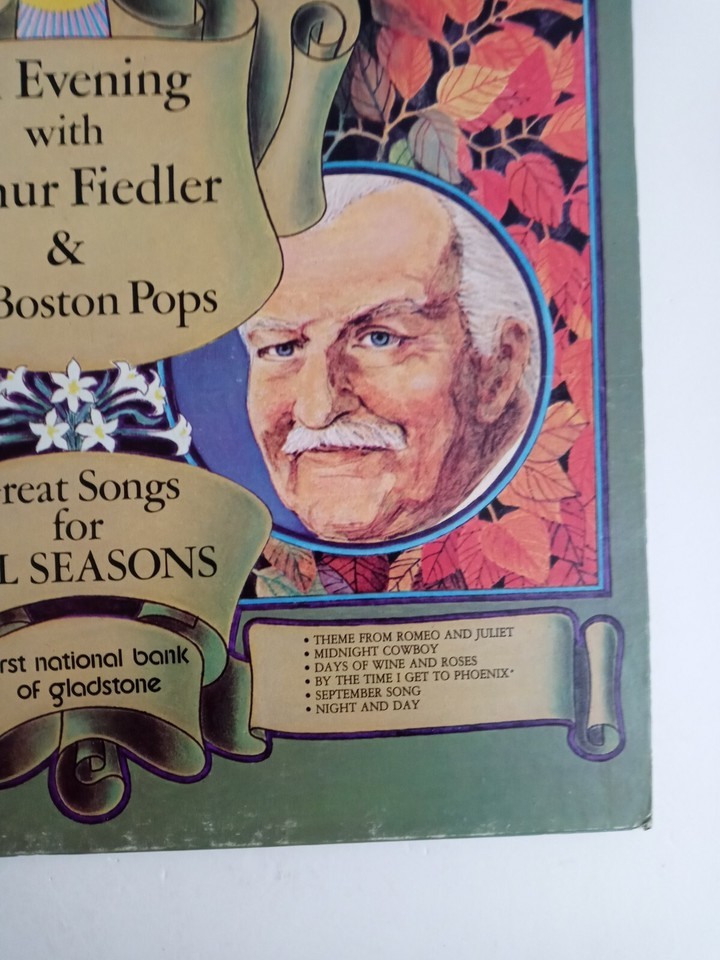 Evening
with
hur Fiedler
&
Boston Pops
reat Songs
for
L SEASONS
rst national bank
of gladstone
• THEME FROM ROMEO AND JULIET
• MIDNIGHT COWBOY
• DAYS OF WINE AND ROSES
• BY THE TIME I GET TO PHOENIX*
• SEPTEMBER SONG
• NIGHT AND DAY